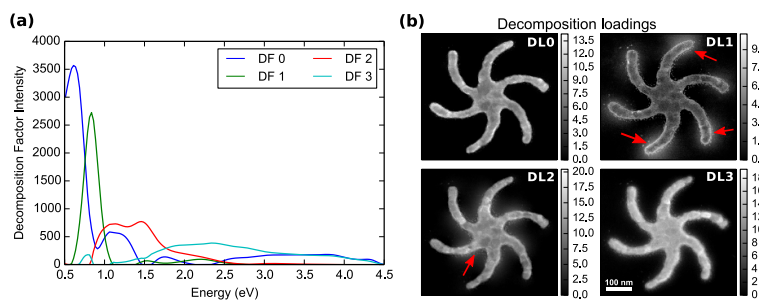 (a)
4000
3500
3000
2500
2000
1500
1000
500
0
0.5 1.0 1.5 2.0 2.5 3.0 3.5 4.0 4.5
Decomposition Factor Intensity
Energy (eV)
DF 0 DF 2
DF 1 DF 3
(b)
Decomposition loadings
DL0
13.5
12.0
10.5
9.0
7.5
6.0
4.5
3.0
1.5
0.0
DL1
DL2
20.0
17.5
15.0
12.5
10.0
7.5
5.0
2.5
0.0
DL3
100 nm